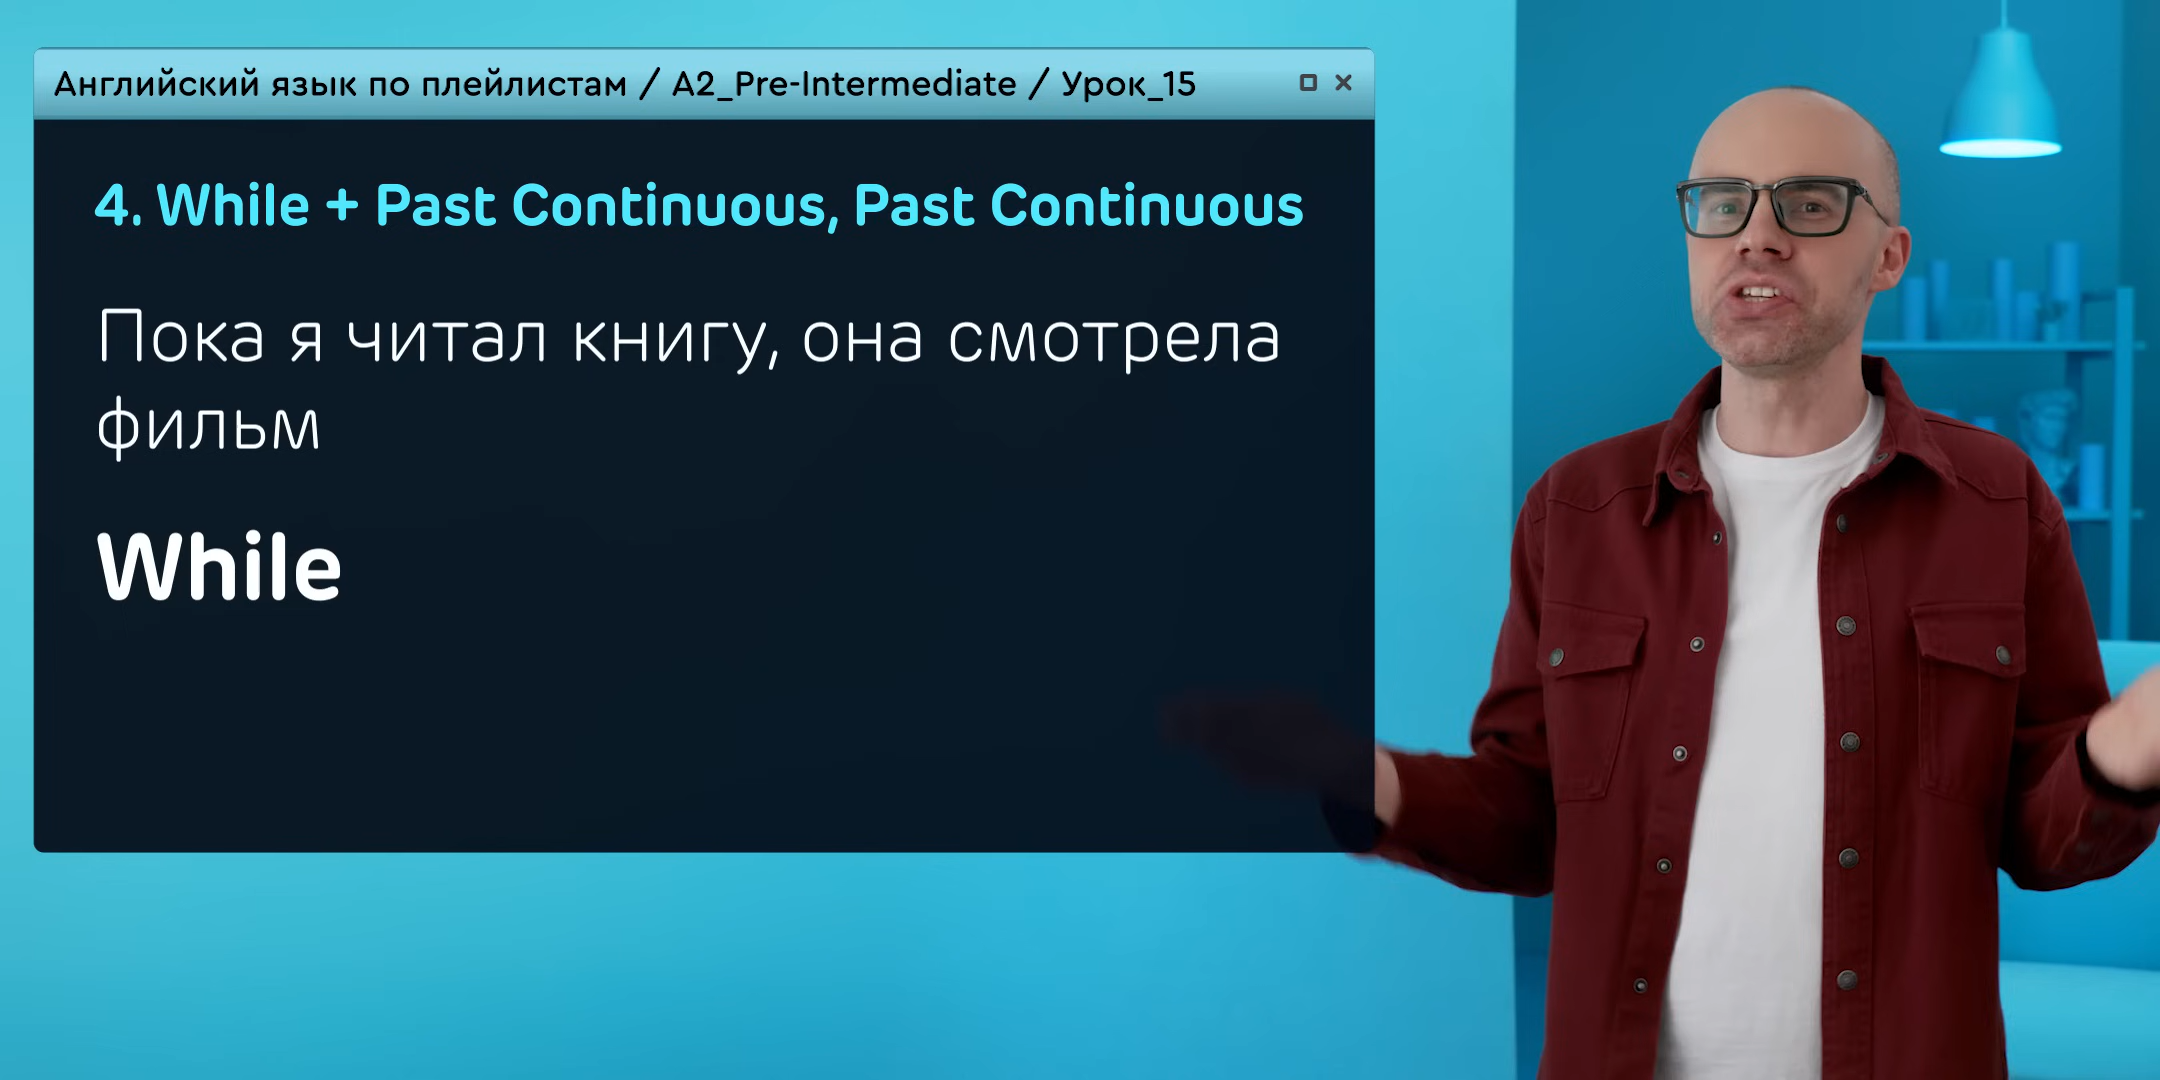 Английский язык по плейлистам / A2_Pre-Intermediate / Урок_15
4. While + Past Continuous, Past Continuous
Пока я читал книгу, она смотрела
фильм
While